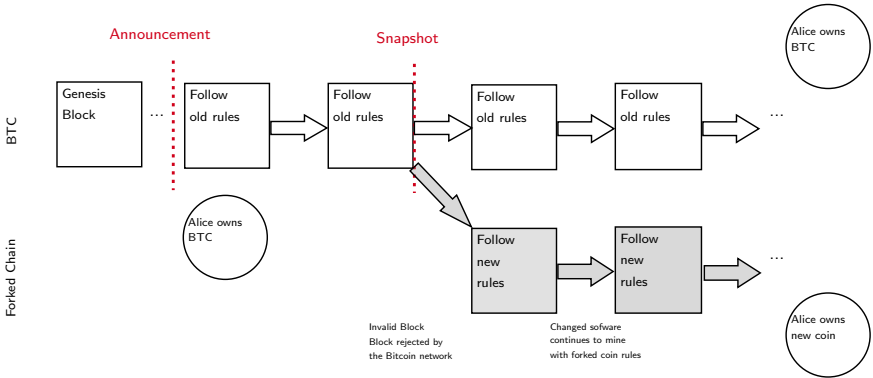 Announcement
Snapshot
Alice owns
BTC
BTC
Genesis
Block
...
Follow
old rules
Follow
old rules
Follow
old rules
Follow
old rules
...
Alice owns
BTC
Forked Chain
Follow
new
rules
Follow
new
rules
...
Invalid Block
Block rejected by
the Bitcoin network
Changed sofware
continues to mine
with forked coin rules
Alice owns
new coin